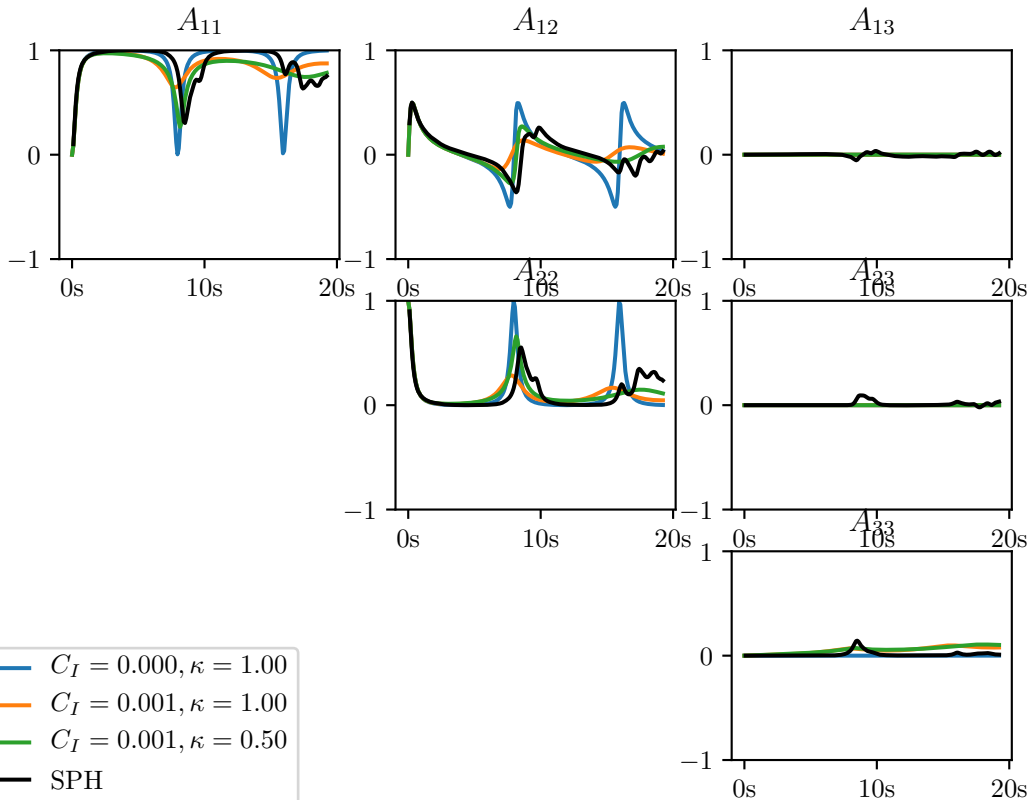 A₁₁ A₁₂ A₁₃
1 1 1
0 0 0
−1 −1 −1
0s 10s 20s 0s 10s 20s 0s 10s 20s
A₂₂ A₂₃
1 1
0 0
−1 −1
0s 10s 20s 0s 10s 20s
A₃₃
1
0
−1
0s 10s 20s
C_I = 0.000, κ = 1.00
C_I = 0.001, κ = 1.00
C_I = 0.001, κ = 0.50
SPH